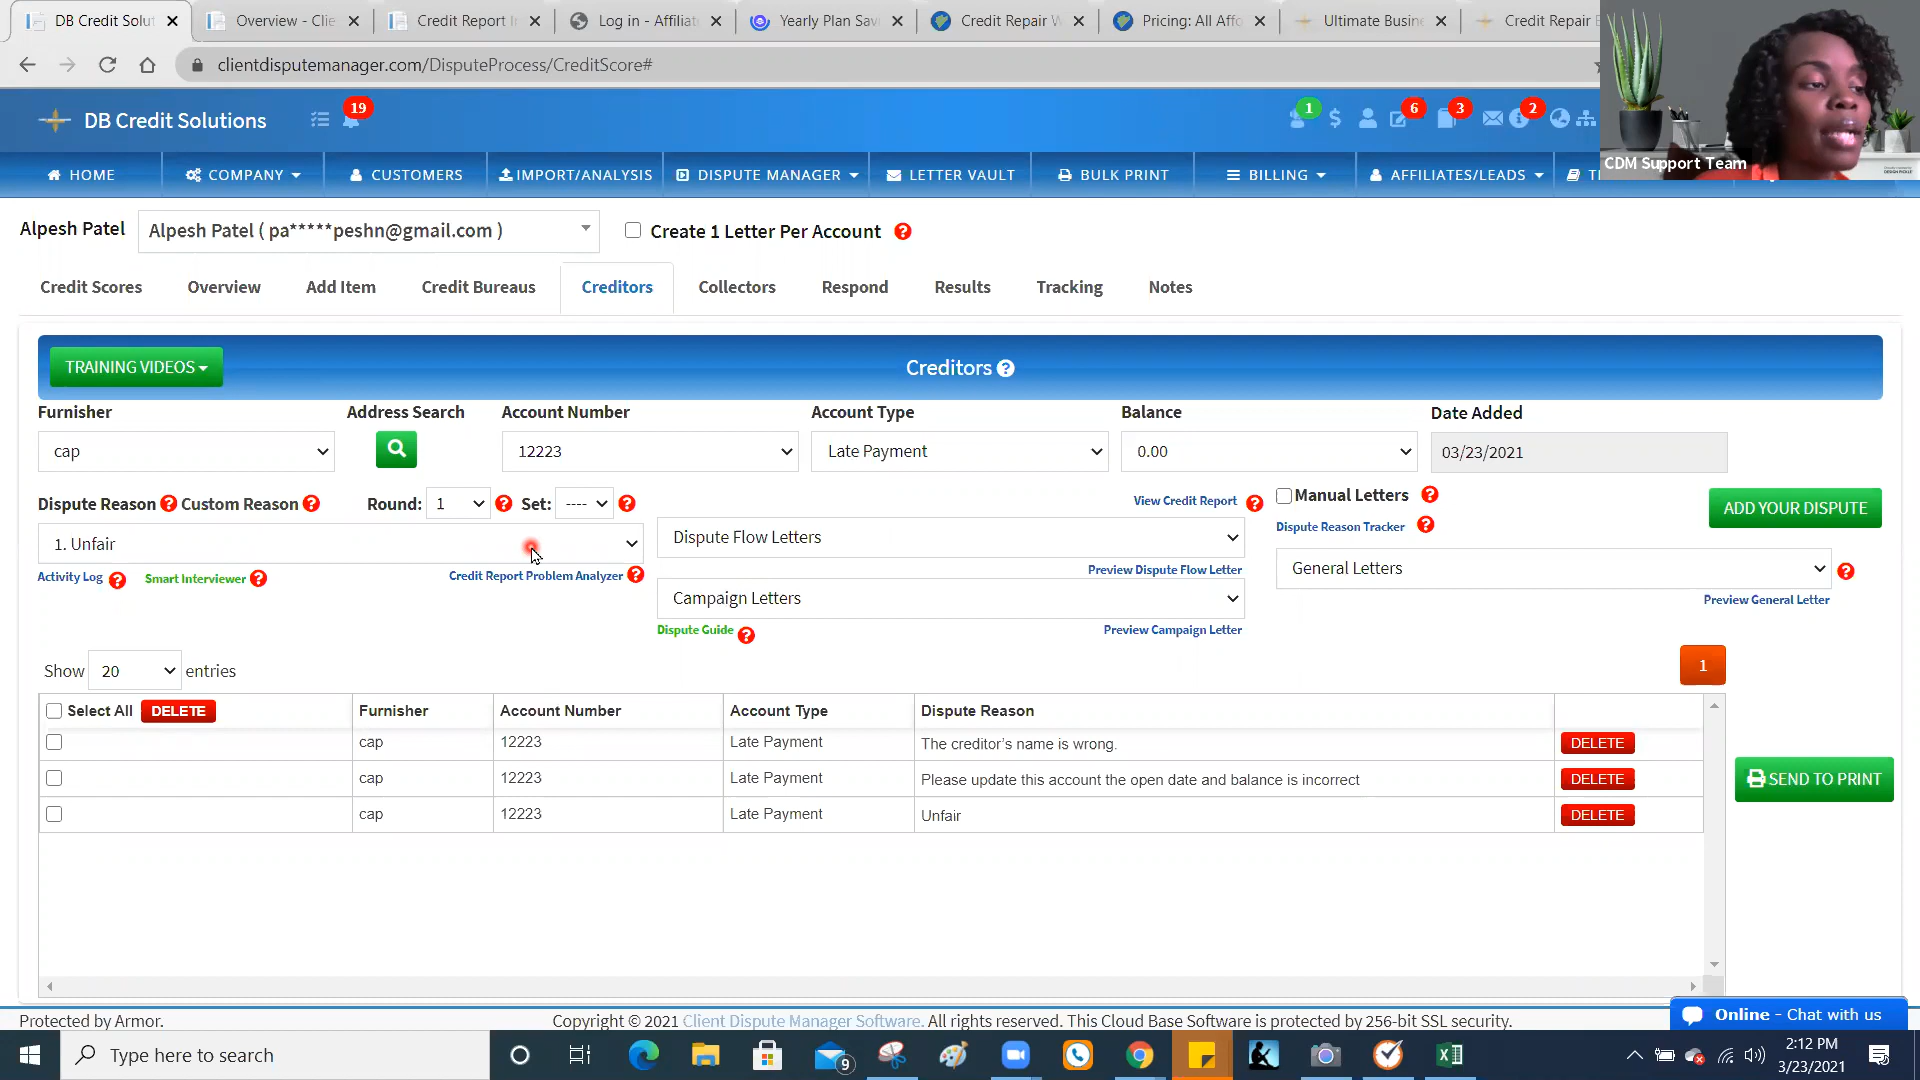 DB Credit Solut
Overview - Clie
Credit Report I
Log in - Affiliate
Yearly Plan Sav
Credit Repair W
Pricing: All Affo
Ultimate Busin
Credit Repair
clientdisputemanager.com/DisputeProcess/CreditScore#
DB Credit Solutions
19
1
6
3
2
CDM Support Team
HOME
COMPANY
CUSTOMERS
IMPORT/ANALYSIS
DISPUTE MANAGER
LETTER VAULT
BULK PRINT
BILLING
AFFILIATES/LEADS
Alpesh Patel
Alpesh Patel ( pa*****peshn@gmail.com )
Create 1 Letter Per Account ?
Credit Scores
Overview
Add Item
Credit Bureaus
Creditors
Collectors
Respond
Results
Tracking
Notes
TRAINING VIDEOS
Creditors ?
Furnisher
Address Search
Account Number
Account Type
Balance
Date Added
cap
12223
Late Payment
0.00
03/23/2021
Dispute Reason ? Custom Reason ?
Round: 1 ? Set: ---- ?
View Credit Report ?
Manual Letters ?
ADD YOUR DISPUTE
1. Unfair
Dispute Flow Letters
Dispute Reason Tracker ?
Activity Log ?
Smart Interviewer ?
Credit Report Problem Analyzer ?
Preview Dispute Flow Letter
General Letters ?
Campaign Letters
Preview General Letter
Dispute Guide ?
Preview Campaign Letter
Show 20 entries
1
Select All DELETE Furnisher Account Number Account Type Dispute Reason
cap 12223 Late Payment The creditor's name is wrong. DELETE
cap 12223 Late Payment Please update this account the open date and balance is incorrect DELETE
cap 12223 Late Payment Unfair DELETE
SEND TO PRINT
Online - Chat with us
Protected by Armor.
Copyright © 2021 Client Dispute Manager Software. All rights reserved. This Cloud Base Software is protected by 256-bit SSL security.
Type here to search
9
2:12 PM
3/23/2021